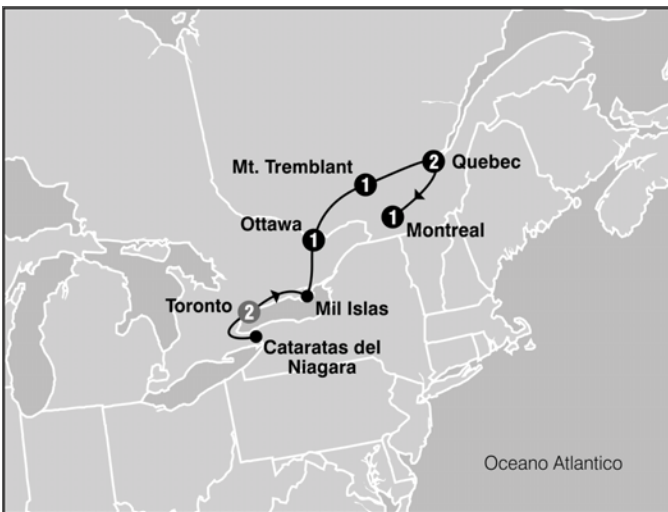 Mt. Tremblant
1
2
Quebec
Ottawa
1
1
Montreal
Toronto
2
Mil Islas
Cataratas del
Niagara
Oceano Atlantico